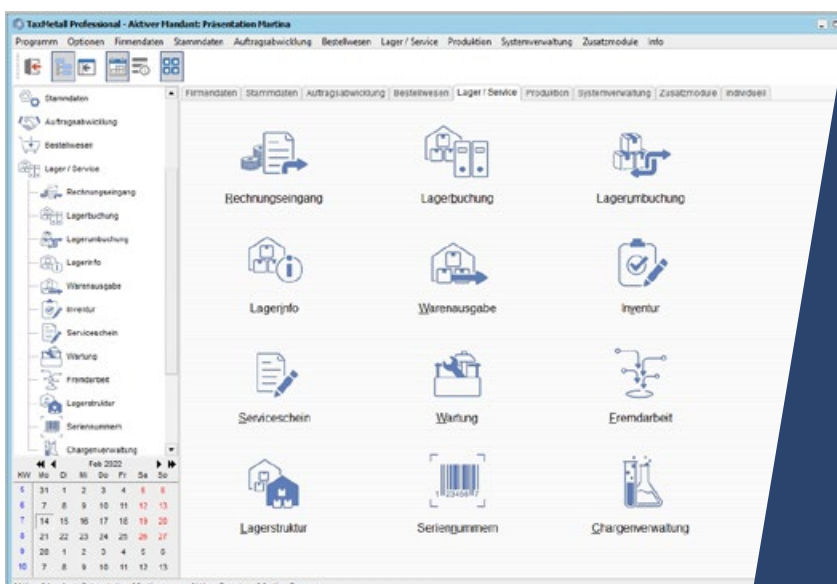 TaxMetall Professional - Aktiver Mandant: Präsentation Martina
Programm Optionen Firmendaten Stammdaten Auftragsabwicklung Bestellwesen Lager / Service Produktion Systemverwaltung Zusatzmodule Info
Firmendaten Stammdaten Auftragsabwicklung Bestellwesen Lager / Service Produktion Systemverwaltung Zusatzmodule Individuell
Stammdaten
Auftragsabwicklung
Bestellwesen
Lager / Service
Rechnungseingang
Lagerbuchung
Lagerumbuchung
Lagerinfo
Warenausgabe
Inventur
Serviceschein
Wartung
Fremdarbeit
Lagerstruktur
Seriennummern
Chargenverwaltung
Rechnungseingang Lagerbuchung Lagerumbuchung
Lagerinfo Warenausgabe Inventur
Serviceschein Wartung Fremdarbeit
1 234567
Lagerstruktur Seriennummern Chargenverwaltung
Feb 2022
KW Mo Di Mi Do Fr Sa So
5 31 1 2 3 4 5 6
6 7 8 9 10 11 12 13
7 14 15 16 17 18 19 20
8 21 22 23 24 25 26 27
9 28 1 2 3 4 5 6
10 7 8 9 10 11 12 13